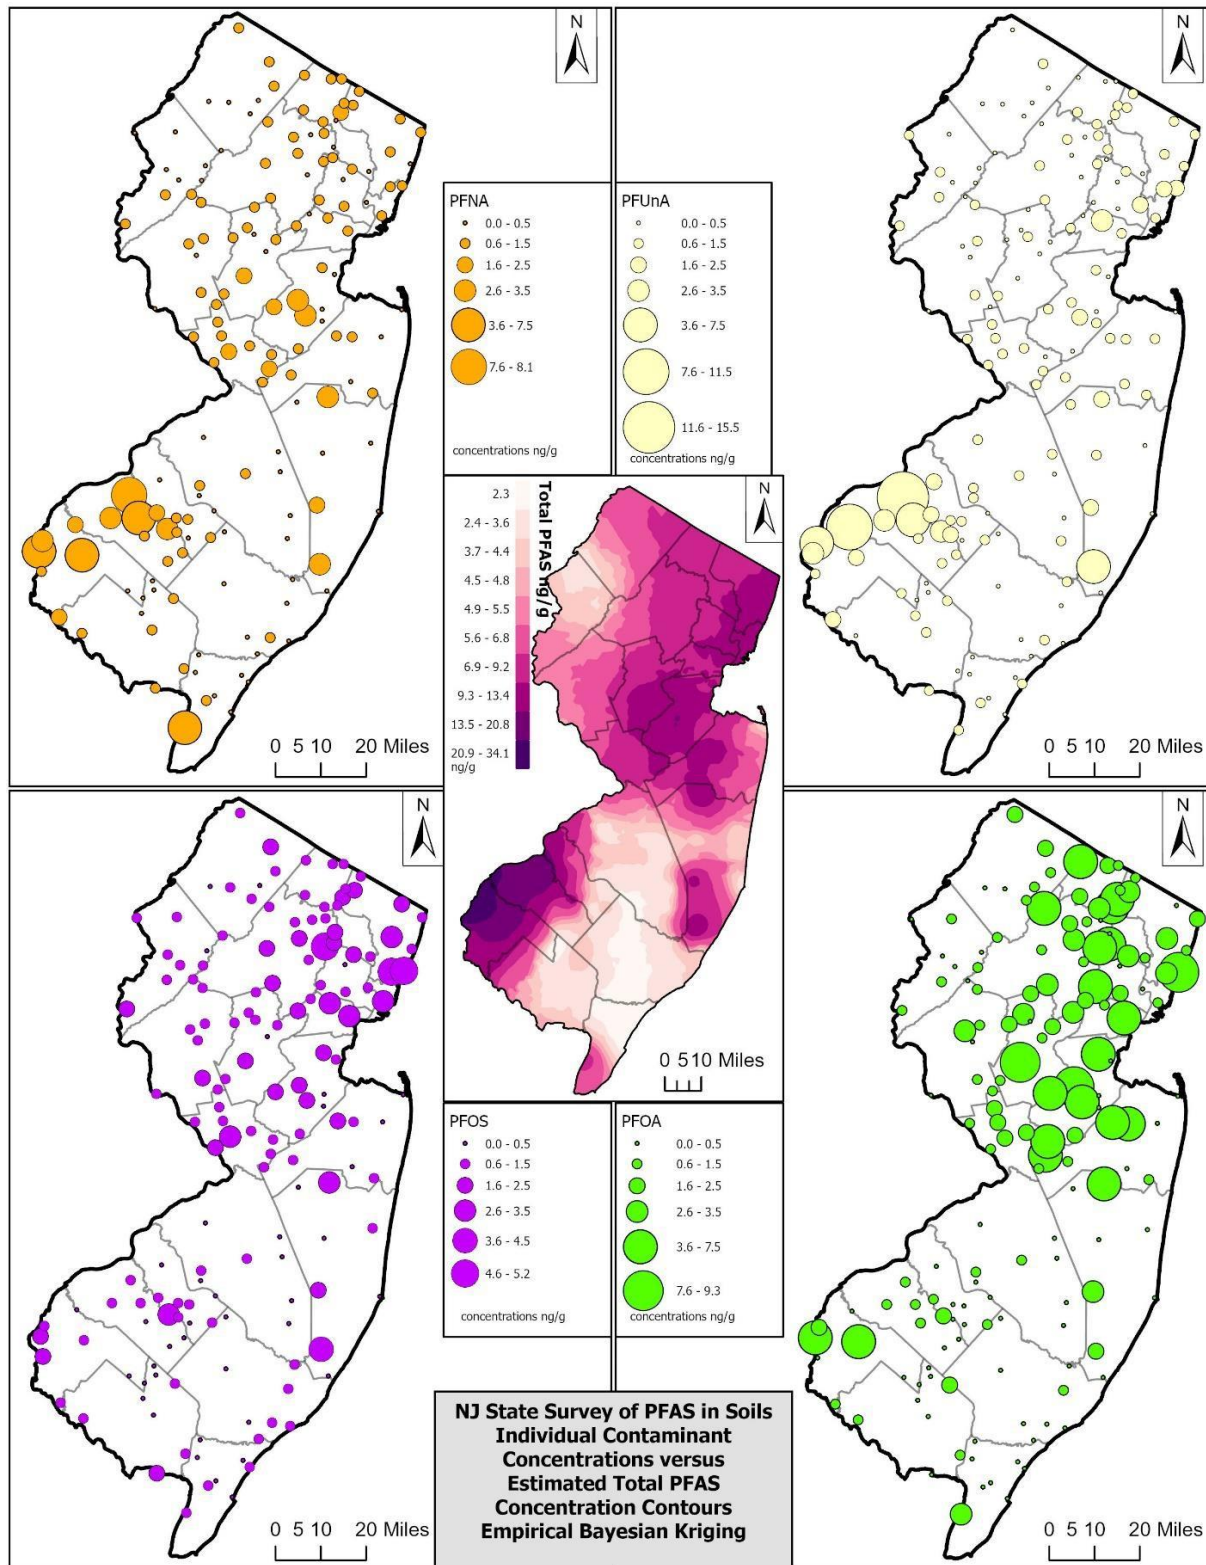 N
N
PFNA
0.0 - 0.5
0.6 - 1.5
1.6 - 2.5
2.6 - 3.5
3.6 - 7.5
7.6 - 8.1
concentrations ng/g
PFUnA
0.0 - 0.5
0.6 - 1.5
1.6 - 2.5
2.6 - 3.5
3.6 - 7.5
7.6 - 11.5
11.6 - 15.5
concentrations ng/g
0 5 10 20 Miles
0 5 10 20 Miles
N
Total PFAS ng/g
2.3
2.4 - 3.6
3.7 - 4.4
4.5 - 4.8
4.9 - 5.5
5.6 - 6.8
6.9 - 9.2
9.3 - 13.4
13.5 - 20.8
20.9 - 34.1
ng/g
0 510 Miles
N
N
PFOS
0.0 - 0.5
0.6 - 1.5
1.6 - 2.5
2.6 - 3.5
3.6 - 4.5
4.6 - 5.2
concentrations ng/g
PFOA
0.0 - 0.5
0.6 - 1.5
1.6 - 2.5
2.6 - 3.5
3.6 - 7.5
7.6 - 9.3
concentrations ng/g
0 5 10 20 Miles
NJ State Survey of PFAS in Soils
Individual Contaminant
Concentrations versus
Estimated Total PFAS
Concentration Contours
Empirical Bayesian Kriging
0 5 10 20 Miles